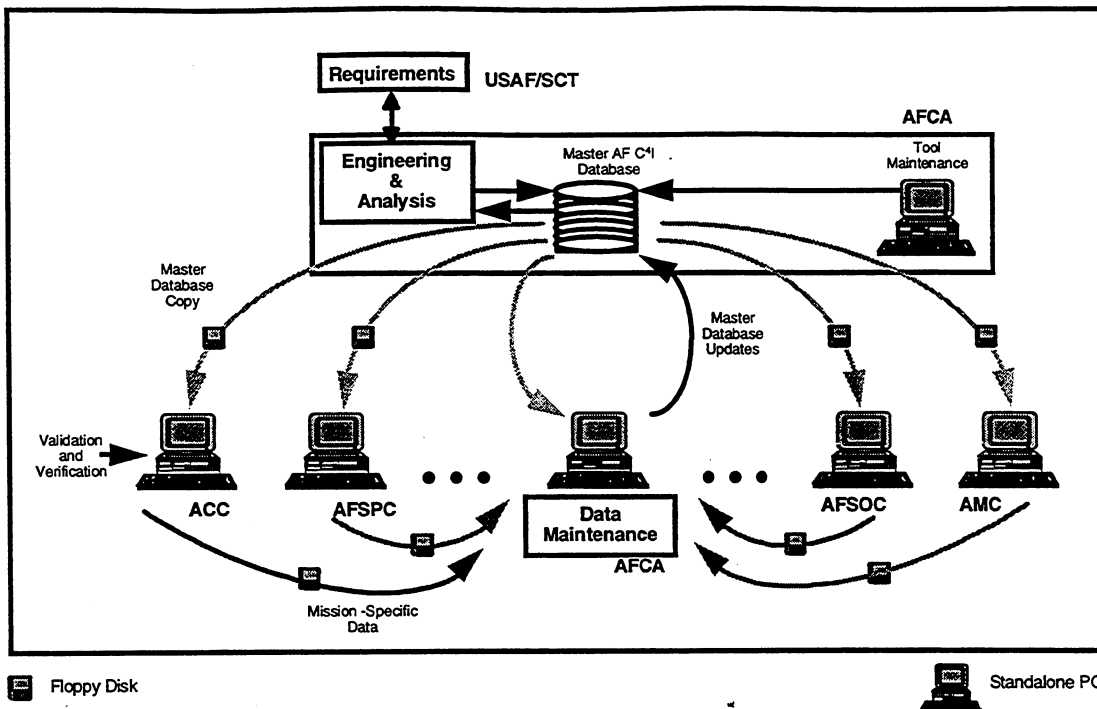 Requirements
USAF/SCT
AFCA
Engineering
&
Analysis
Master AF C⁴I
Database
Tool
Maintenance
Master
Database
Copy
Master
Database
Updates
Validation
and
Verification
ACC
AFSPC
• • •
• • •
AFSOC
AMC
Data
Maintenance
AFCA
Mission -Specific
Data
Floppy Disk
Standalone PC